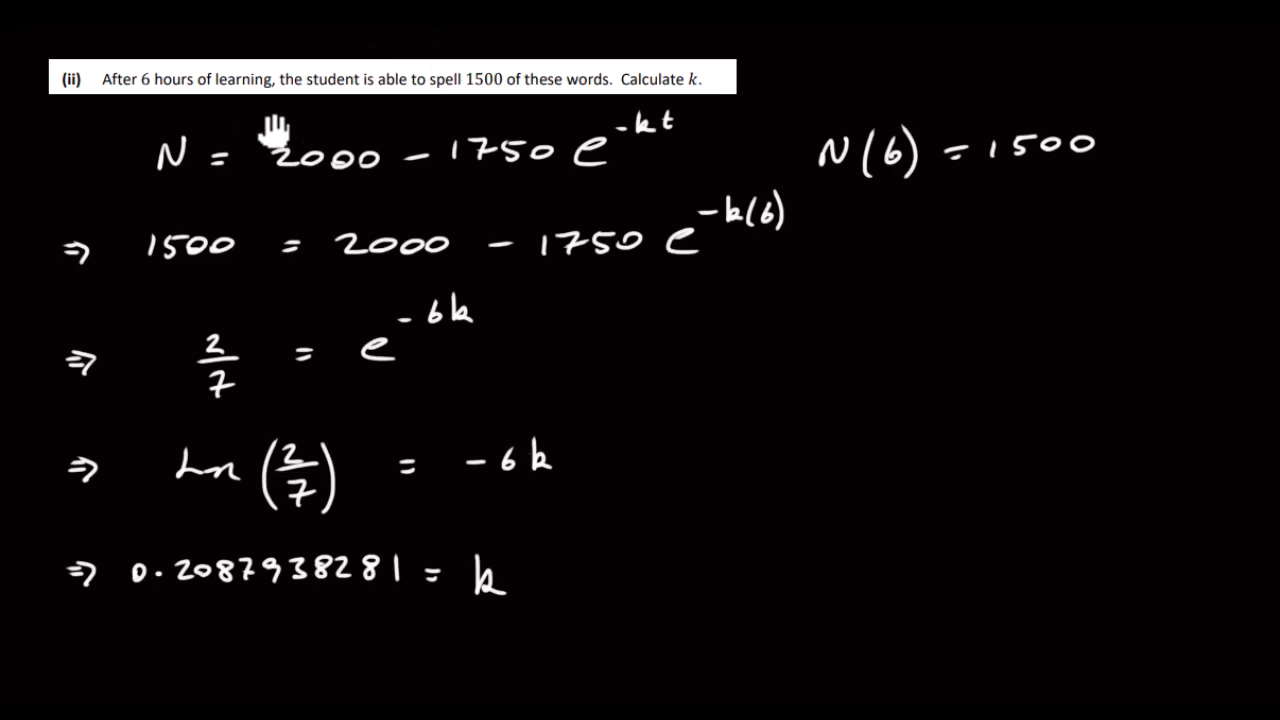 (ii) After 6 hours of learning, the student is able to spell 1500 of these words. Calculate k.
N = 2000 − 1750 e^{−kt} N(6) = 1500
⇒ 1500 = 2000 − 1750 e^{−k(6)}
⇒ 2/7 = e^{−6k}
⇒ Ln (2/7) = −6k
⇒ 0.2087938281 = k